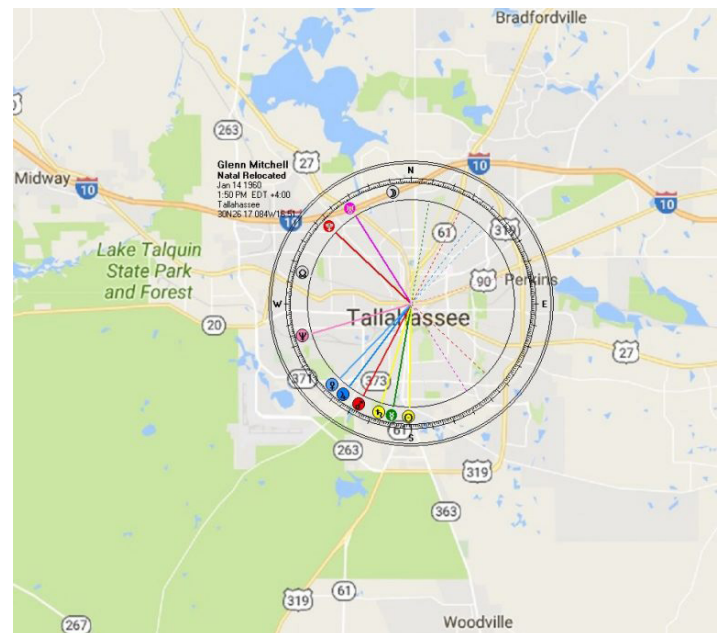 Bradfordville
263
27
10
Glenn Mitchell
Natal Relocated
Jan 14 1960
1:50 PM EDT +4:00
Tallahassee
Midway
10
10
10
N
61
319
Lake Talquin
State Park
and Forest
90
Perkins
W
E
Tallahassee
20
27
371
373
61
S
263
319
363
61
319
267
Woodville